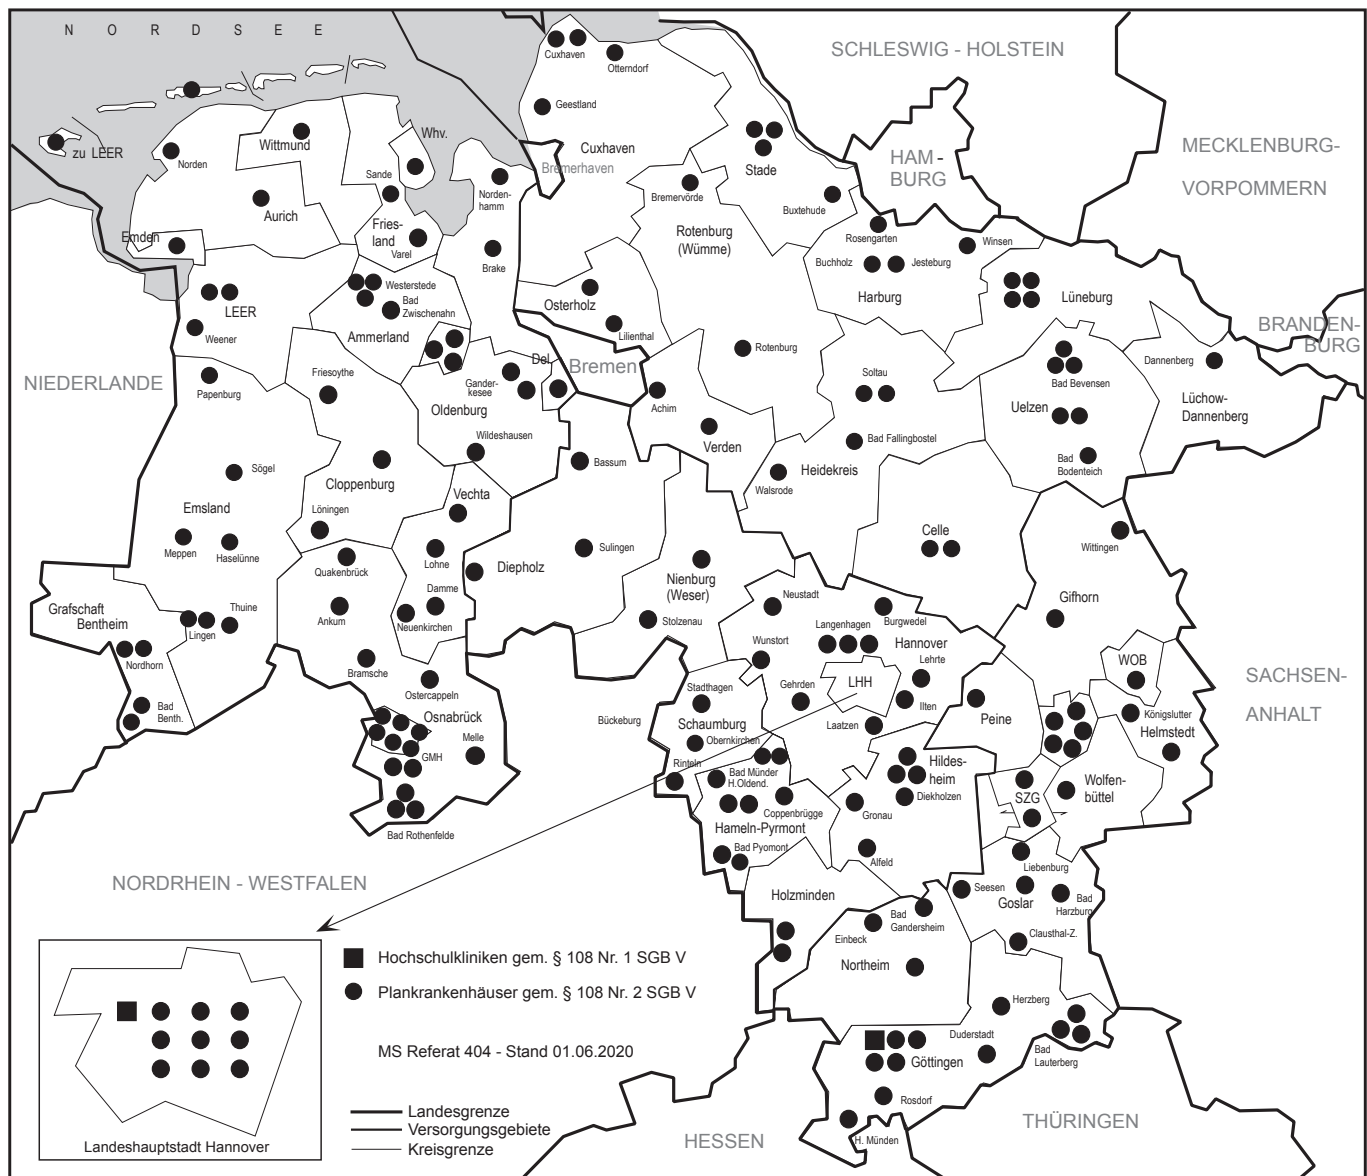 N O R D S E E
SCHLESWIG - HOLSTEIN
Cuxhaven
Otterndorf
Geestland
Cuxhaven
Bremerhaven
HAM -
BURG
MECKLENBURG-
VORPOMMERN
zu LEER
Norden
Wittmund
Whv.
Sande
Aurich
Fries-
land
Varel
Norden-
hamm
Brake
Emden
Stade
Bremervörde
Buxtehude
Rotenburg
(Wümme)
Rosengarten
Winsen
Buchholz
Jesteburg
Harburg
Lüneburg
LEER
Weener
Westerstede
Bad
Zwischenahn
Ammerland
Osterholz
Lilienthal
Rotenburg
BRANDEN-
BURG
Dannenberg
Lüchow-
Dannenberg
NIEDERLANDE
Papenburg
Friesoythe
Gander-
kesee
Del.
Bremen
Oldenburg
Wildeshausen
Achim
Verden
Soltau
Bad Fallingbostel
Heidekreis
Walsrode
Bad Bevensen
Uelzen
Bad
Bodenteich
Sögel
Emsland
Meppen
Haselünne
Cloppenburg
Löningen
Vechta
Bassum
Lohne
Damme
Neuenkirchen
Diepholz
Sulingen
Nienburg
(Weser)
Stolzenau
Celle
Wittingen
Gifhorn
Quakenbrück
Ankum
Grafschaft
Bentheim
Nordhorn
Bad
Benth.
Lingen
Thuine
Bramsche
Ostercappeln
Osnabrück
GMH
Melle
Bad Rothenfelde
Neustadt
Burgwedel
Langenhagen
Hannover
Wunstorf
Lehrte
LHH
Gehrden
Ilten
Laatzen
Peine
WOB
Königslutter
Helmstedt
SACHSEN-
ANHALT
Stadthagen
Bückeburg
Schaumburg
Obernkirchen
Rinteln
Bad Münder
H.Oldend.
Coppenbrügge
Hameln-Pyrmont
Bad Pyomont
Hildes-
heim
Diekholzen
Gronau
Alfeld
SZG
Wolfen-
büttel
Liebenburg
Seesen
Goslar
Bad
Harzburg
Clausthal-Z.
NORDRHEIN - WESTFALEN
Holzminden
Einbeck
Bad
Gandersheim
Northeim
Herzberg
Duderstadt
Bad
Lauterberg
Göttingen
Rosdorf
H. Münden
HESSEN
THÜRINGEN
Hochschulkliniken gem. § 108 Nr. 1 SGB V
Plankrankenhäuser gem. § 108 Nr. 2 SGB V
MS Referat 404 - Stand 01.06.2020
Landesgrenze
Versorgungsgebiete
Kreisgrenze
Landeshauptstadt Hannover